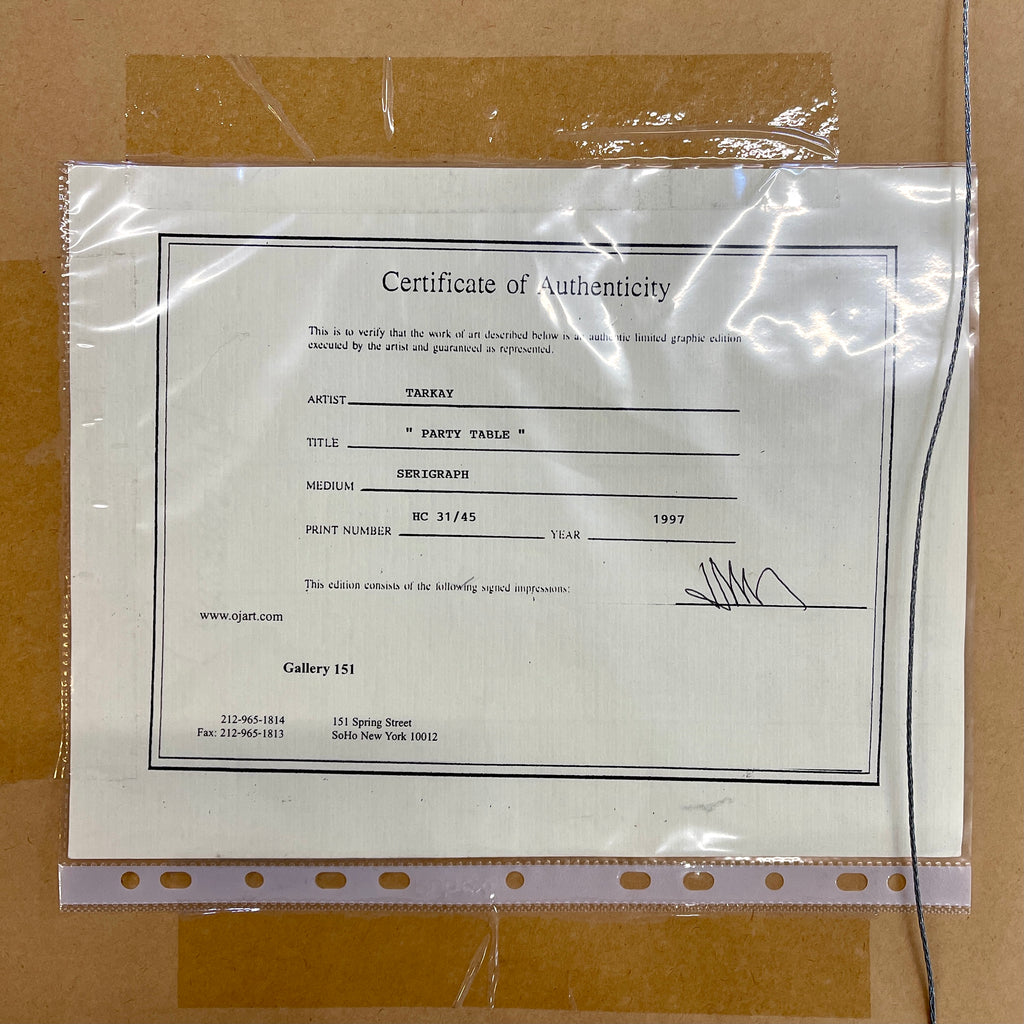 Certificate of Authenticity
This is to verify that the work of art described below is an authentic limited graphic edition
executed by the artist and guaranteed as represented.
ARTIST TARKAY
TITLE " PARTY TABLE "
MEDIUM SERIGRAPH
PRINT NUMBER HC 31/45 YEAR 1997
This edition consists of the following signed impressions:
www.ojart.com
Gallery 151
212-965-1814 151 Spring Street
Fax: 212-965-1813 SoHo New York 10012